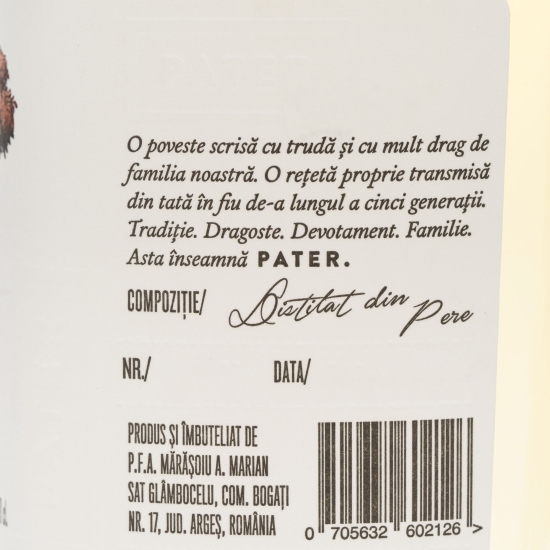 O poveste scrisă cu trudă și cu mult drag de
familia noastră. O rețetă proprie transmisă
din tată în fiu de-a lungul a cinci generații.
Tradiție. Dragoste. Devotament. Familie.
Asta înseamnă PATER.
COMPOZIȚIE/ Distilat din Pere
NR./ DATA/
PRODUS ȘI ÎMBUTELIAT DE
P.F.A. MĂRĂȘOIU A. MARIAN
SAT GLÂMBOCELU, COM. BOGAȚI
NR. 17, JUD. ARGEȘ, ROMÂNIA
0 705632 602126 >